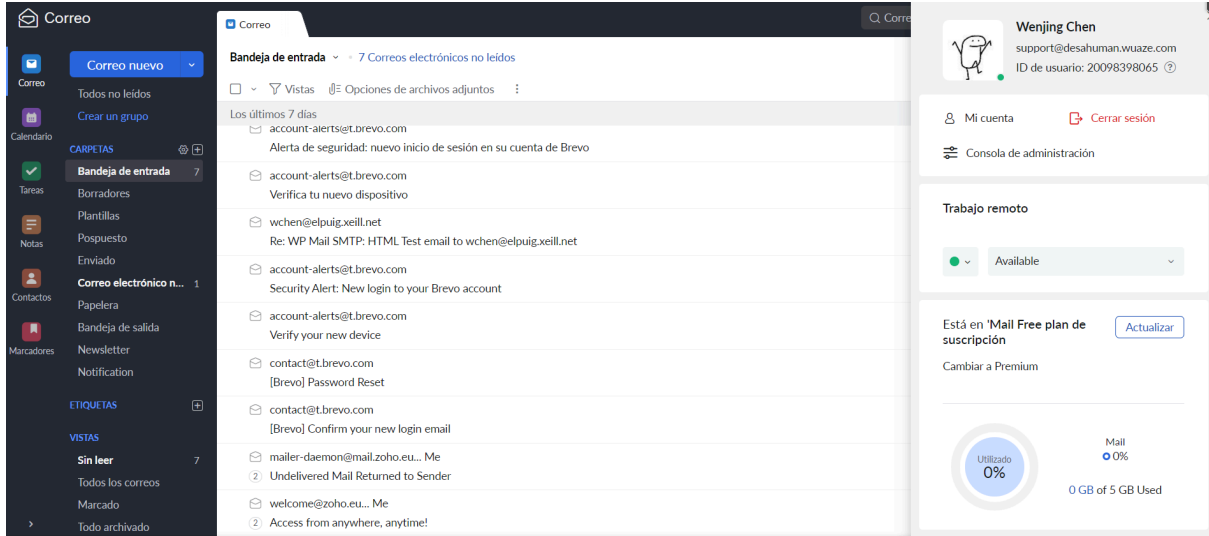 Correo
Correo
Corre
Correo
Calendario
Tareas
Notas
Contactos
Marcadores
Correo nuevo
Todos no leídos
Crear un grupo
CARPETAS
Bandeja de entrada 7
Borradores
Plantillas
Pospuesto
Enviado
Correo electrónico n... 1
Papelera
Bandeja de salida
Newsletter
Notification
ETIQUETAS
VISTAS
Sin leer 7
Todos los correos
Marcado
Todo archivado
Bandeja de entrada 7 Correos electrónicos no leídos
Vistas Opciones de archivos adjuntos
Los últimos 7 días
account-alerts@t.brevo.com
Alerta de seguridad: nuevo inicio de sesión en su cuenta de Brevo
account-alerts@t.brevo.com
Verifica tu nuevo dispositivo
wchen@elpuig.xeill.net
Re: WP Mail SMTP: HTML Test email to wchen@elpuig.xeill.net
account-alerts@t.brevo.com
Security Alert: New login to your Brevo account
account-alerts@t.brevo.com
Verify your new device
contact@t.brevo.com
[Brevo] Password Reset
contact@t.brevo.com
[Brevo] Confirm your new login email
mailer-daemon@mail.zoho.eu... Me
2 Undelivered Mail Returned to Sender
welcome@zoho.eu... Me
2 Access from anywhere, anytime!
Wenjing Chen
support@desahuman.wuaze.com
ID de usuario: 20098398065
Mi cuenta Cerrar sesión
Consola de administración
Trabajo remoto
Available
Está en 'Mail Free plan de
suscripción
Actualizar
Cambiar a Premium
Utilizado
0%
Mail
0%
0 GB of 5 GB Used